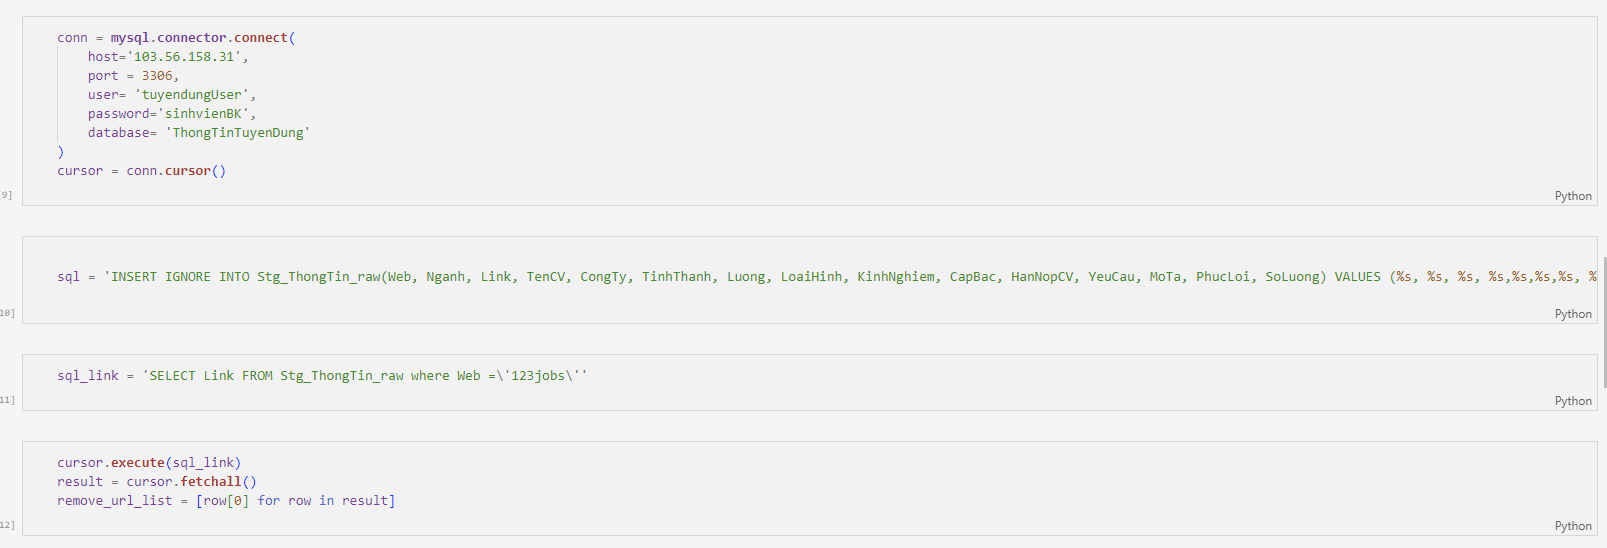 conn = mysql.connector.connect(
host='103.56.158.31',
port = 3306,
user= 'tuyendungUser',
password='sinhvienBK',
database= 'ThongTinTuyenDung'
)
cursor = conn.cursor()
9]
Python
sql = 'INSERT IGNORE INTO Stg_ThongTin_raw(Web, Nganh, Link, TenCV, CongTy, TinhThanh, Luong, LoaiHinh, KinhNghiem, CapBac, HanNopCV, YeuCau, MoTa, PhucLoi, SoLuong) VALUES (%s, %s, %s, %s,%s,%s,%s, %
10]
Python
sql_link = 'SELECT Link FROM Stg_ThongTin_raw where Web =\'123jobs\''
11]
Python
cursor.execute(sql_link)
result = cursor.fetchall()
remove_url_list = [row[0] for row in result]
12]
Python